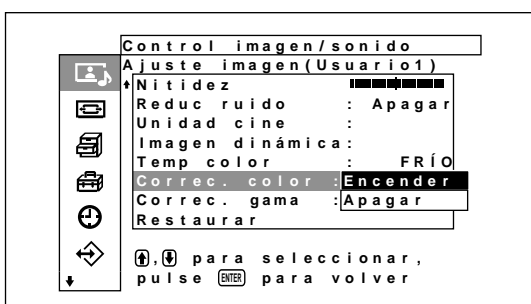 Control imagen/sonido
Ajuste imagen(Usuario1)
Nitidez
Reduc ruido : Apagar
Unidad cine :
Imagen dinámica:
Temp color : FRÍO
Correc. color :Encender
Correc. gama :Apagar
Restaurar
, para seleccionar,
pulse ENTER para volver